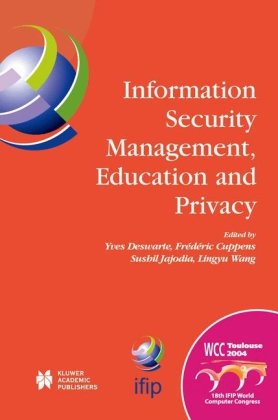 Information
Security
Management,
Education and
Privacy
Edited by
Yves Deswarte, Frédéric Cuppens
Sushil Jajodia, Lingyu Wang
KLUWER
ACADEMIC
PUBLISHERS
ifip
WCC Toulouse
2004
18th IFIP World
Computer Congress